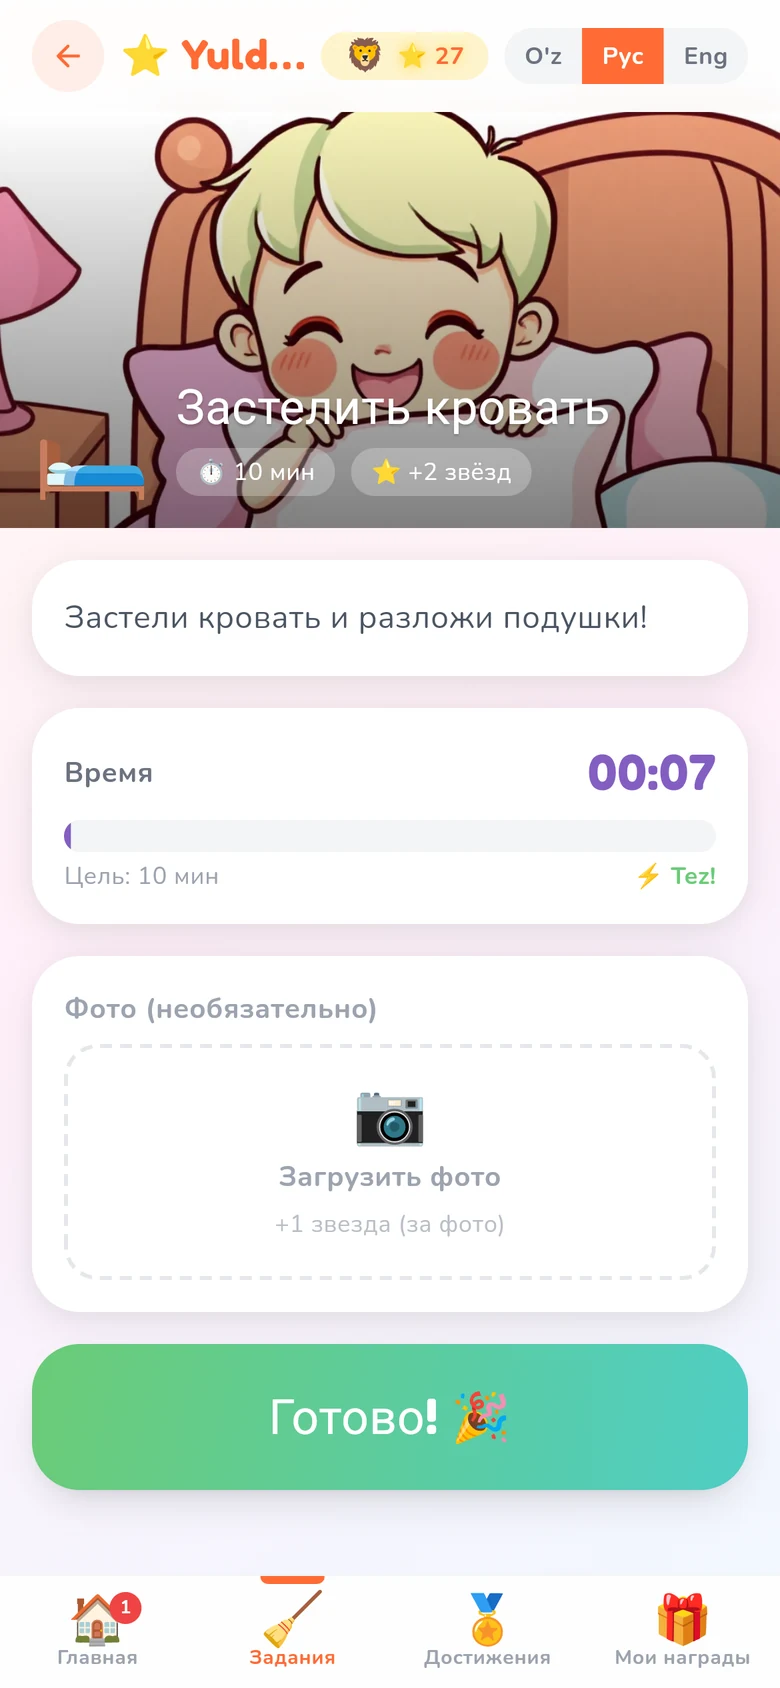 Yuld...
27
O'z
Рус
Eng
Застелить кровать
10 мин
+2 звёзд
Застели кровать и разложи подушки!
Время
00:07
Цель: 10 мин
Tez!
Фото (необязательно)
Загрузить фото
+1 звезда (за фото)
Готово!
1
Главная
Задания
Достижения
Мои награды